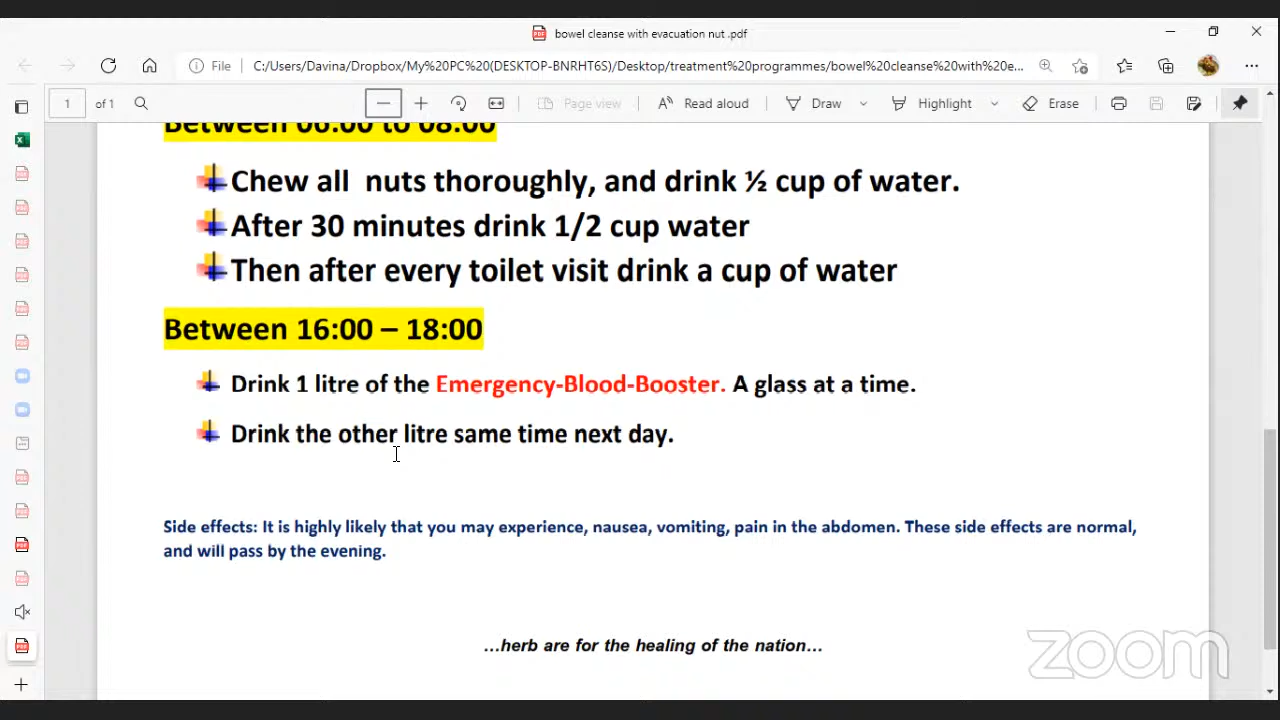 bowel cleanse with evacuation nut .pdf
File C:/Users/Davina/Dropbox/My%20PC%20(DESKTOP-BNRHT6S)/Desktop/treatment%20programmes/bowel%20cleanse%20with%20e...
1 of 1 Page view Read aloud Draw Highlight Erase
Between 06:00 to 08:00
Chew all nuts thoroughly, and drink ½ cup of water.
After 30 minutes drink 1/2 cup water
Then after every toilet visit drink a cup of water
Between 16:00 – 18:00
Drink 1 litre of the Emergency-Blood-Booster. A glass at a time.
Drink the other litre same time next day.
Side effects: It is highly likely that you may experience, nausea, vomiting, pain in the abdomen. These side effects are normal,
and will pass by the evening.
...herb are for the healing of the nation...
zoom